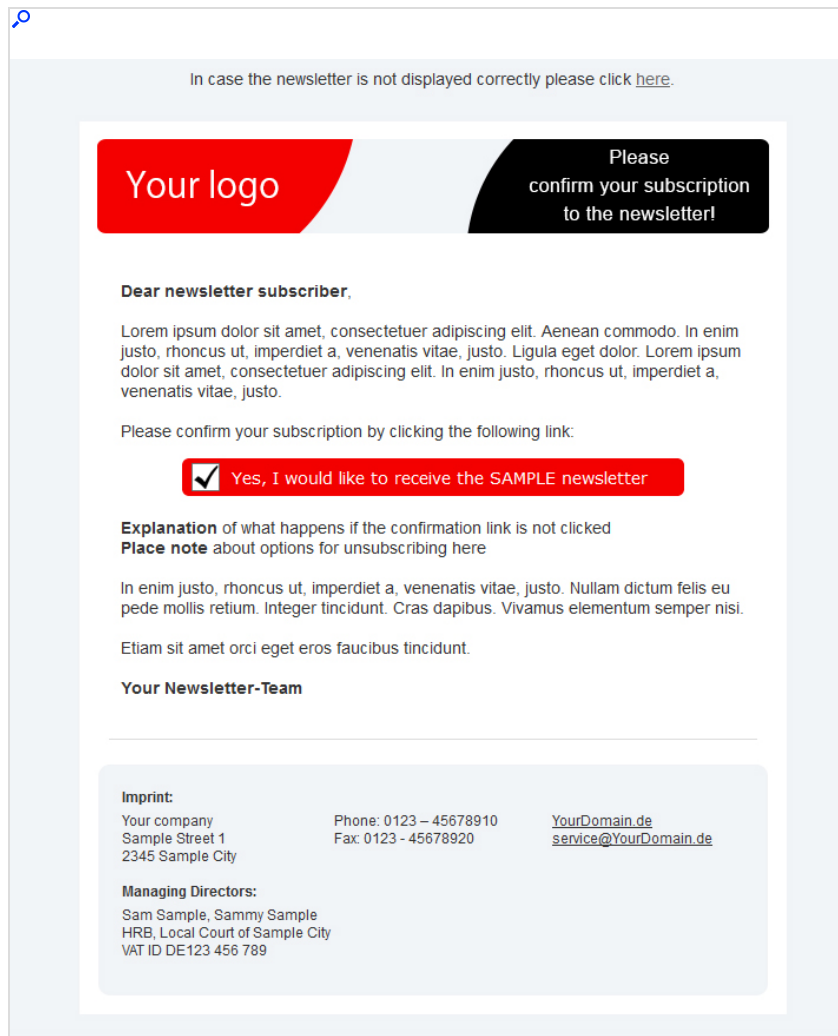 In case the newsletter is not displayed correctly please click here.
Your logo
Please
confirm your subscription
to the newsletter!
Dear newsletter subscriber,
Lorem ipsum dolor sit amet, consectetuer adipiscing elit. Aenean commodo. In enim
justo, rhoncus ut, imperdiet a, venenatis vitae, justo. Ligula eget dolor. Lorem ipsum
dolor sit amet, consectetuer adipiscing elit. In enim justo, rhoncus ut, imperdiet a,
venenatis vitae, justo.
Please confirm your subscription by clicking the following link:
Yes, I would like to receive the SAMPLE newsletter
Explanation of what happens if the confirmation link is not clicked
Place note about options for unsubscribing here
In enim justo, rhoncus ut, imperdiet a, venenatis vitae, justo. Nullam dictum felis eu
pede mollis retium. Integer tincidunt. Cras dapibus. Vivamus elementum semper nisi.
Etiam sit amet orci eget eros faucibus tincidunt.
Your Newsletter-Team
Imprint:
Your company
Sample Street 1
2345 Sample City
Phone: 0123 – 45678910
Fax: 0123 - 45678920
YourDomain.de
service@YourDomain.de
Managing Directors:
Sam Sample, Sammy Sample
HRB, Local Court of Sample City
VAT ID DE123 456 789